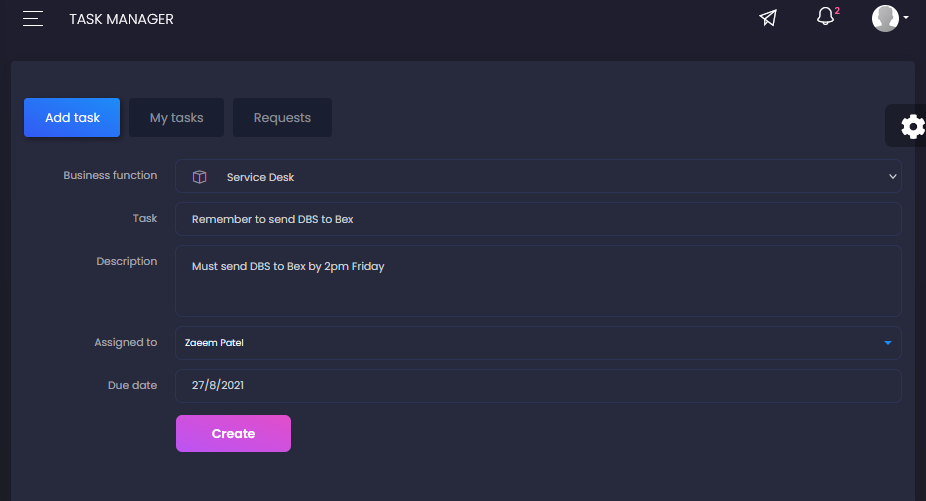 TASK MANAGER
2
Add task
My tasks
Requests
Business function
Service Desk
Task
Remember to send DBS to Bex
Description
Must send DBS to Bex by 2pm Friday
Assigned to
Zaeem Patel
Due date
27/8/2021
Create